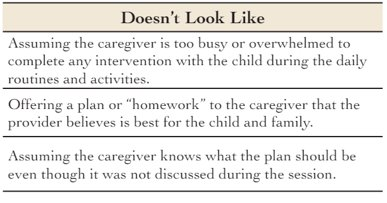 Doesn't Look Like
Assuming the caregiver is too busy or overwhelmed to
complete any intervention with the child during the daily
routines and activities.
Offering a plan or “homework” to the caregiver that the
provider believes is best for the child and family.
Assuming the caregiver knows what the plan should be
even though it was not discussed during the session.